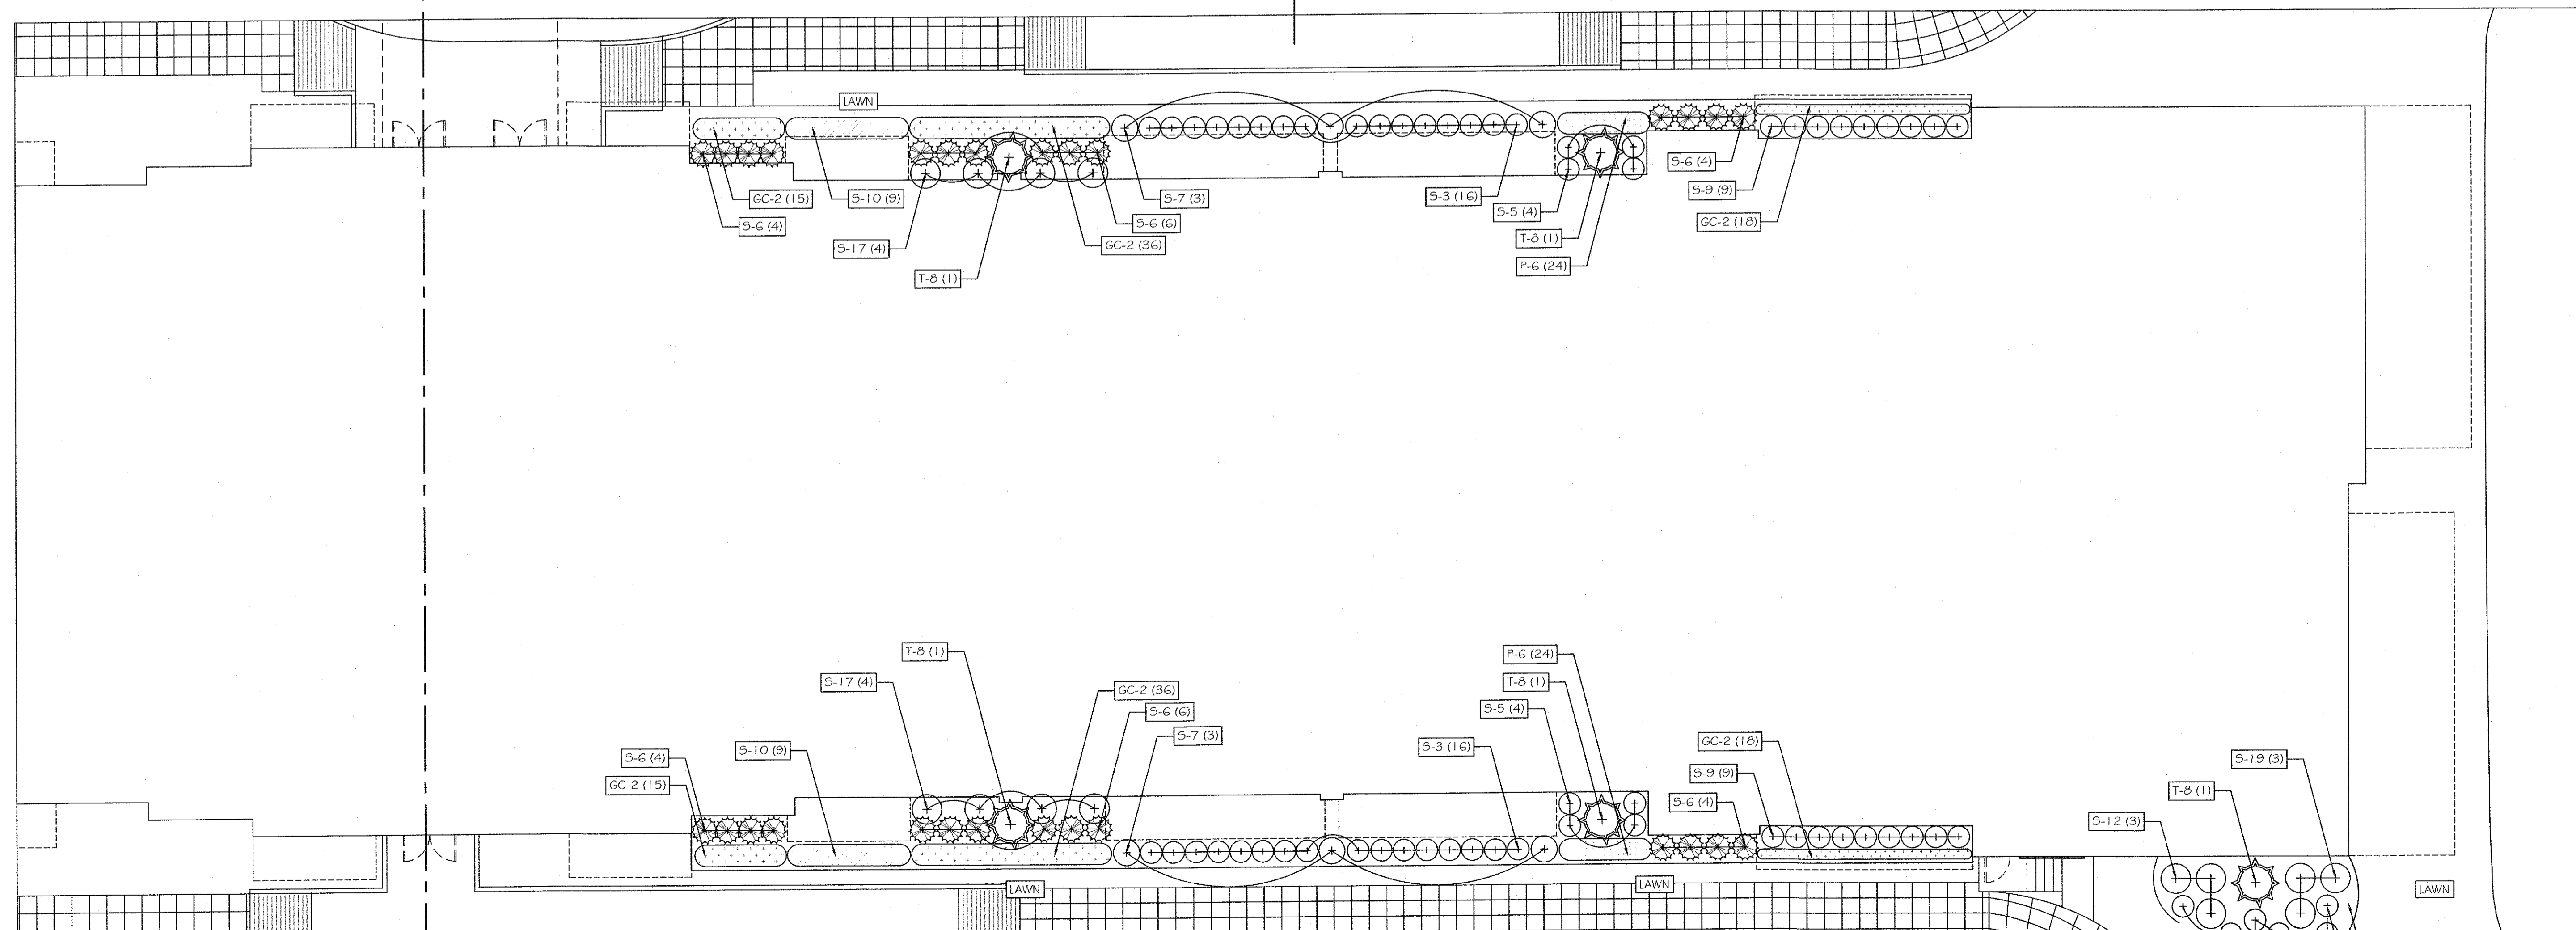 LAWN
S-6 (4)
S-9 (9)
GC-2 (18)
GC-2 (15)
S-10 (9)
S-7 (3)
S-3 (16)
S-5 (4)
S-6 (4)
S-6 (6)
S-17 (4)
GC-2 (36)
T-8 (1)
P-6 (24)
T-8 (1)
T-8 (1)
P-6 (24)
S-17 (4)
GC-2 (36)
T-8 (1)
S-6 (6)
S-5 (4)
S-7 (3)
S-10 (9)
S-3 (16)
GC-2 (18)
S-6 (4)
S-9 (9)
S-19 (3)
GC-2 (15)
S-6 (4)
T-8 (1)
S-12 (3)
LAWN
LAWN
LAWN